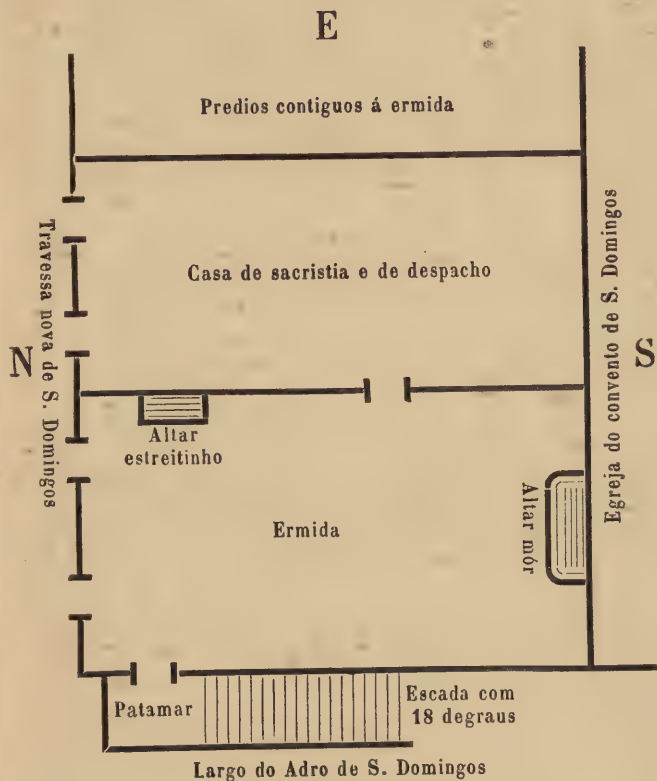 E
Predios contiguos á ermida
Travessa nova de S. Domingos
Casa de sacristia e de despacho
Egreja do convento de S. Domingos
N
S
Altar
estreitinho
Ermida
Altar mór
Patamar
Escada com
18 degraus
Largo do Adro de S. Domingos